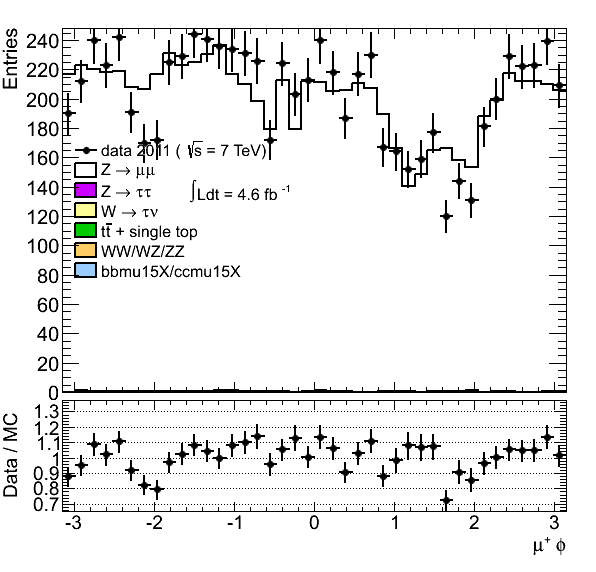 Entries
240
220
200
180
160
140
120
100
80
60
40
20
0
data 2011 ( √s = 7 TeV)
Z → μμ
Z → ττ
∫Ldt = 4.6 fb⁻¹
W → τν
tt̄ + single top
WW/WZ/ZZ
bbmu15X/ccmu15X
Data / MC
1.3
1.2
1.1
1
0.9
0.8
0.7
-3 -2 -1 0 1 2 3
μ⁺ ϕ